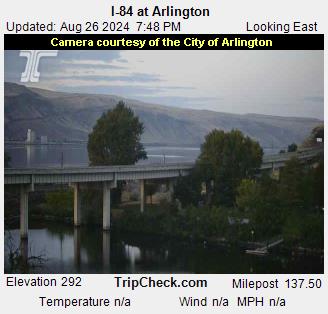 I-84 at Arlington
Updated: Aug 26 2024 7:48 PM Looking East
Camera courtesy of the City of Arlington
Elevation 292 TripCheck.com Milepost 137.50
Temperature n/a Wind n/a MPH n/a